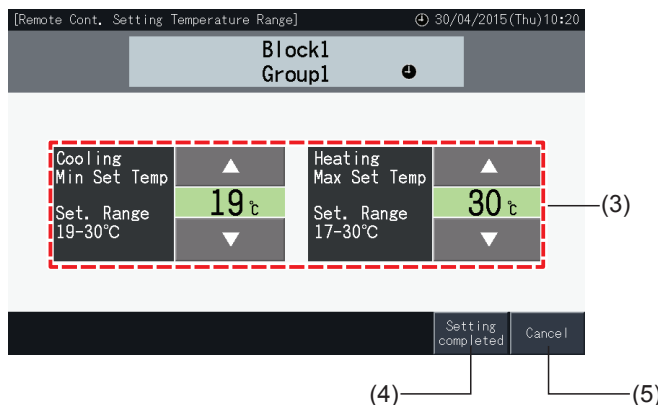 [Remote Cont. Setting Temperature Range] 30/04/2015(Thu)10:20
Block1
Group1
Cooling
Min Set Temp
Set. Range
19-30℃
19℃
Heating
Max Set Temp
Set. Range
17-30℃
30℃
(3)
Setting
completed
Cancel
(4)
(5)